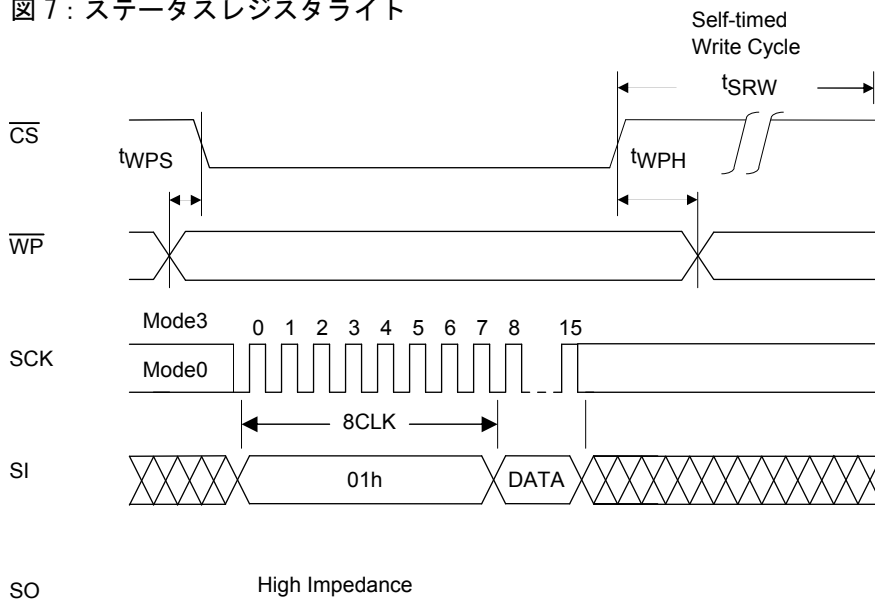 図7：ステータスレジスタライト
Self-timed
Write Cycle
tSRW
CS
tWPS
tWPH
WP
Mode3
0 1 2 3 4 5 6 7 8 15
SCK
Mode0
8CLK
SI
01h
DATA
SO
High Impedance